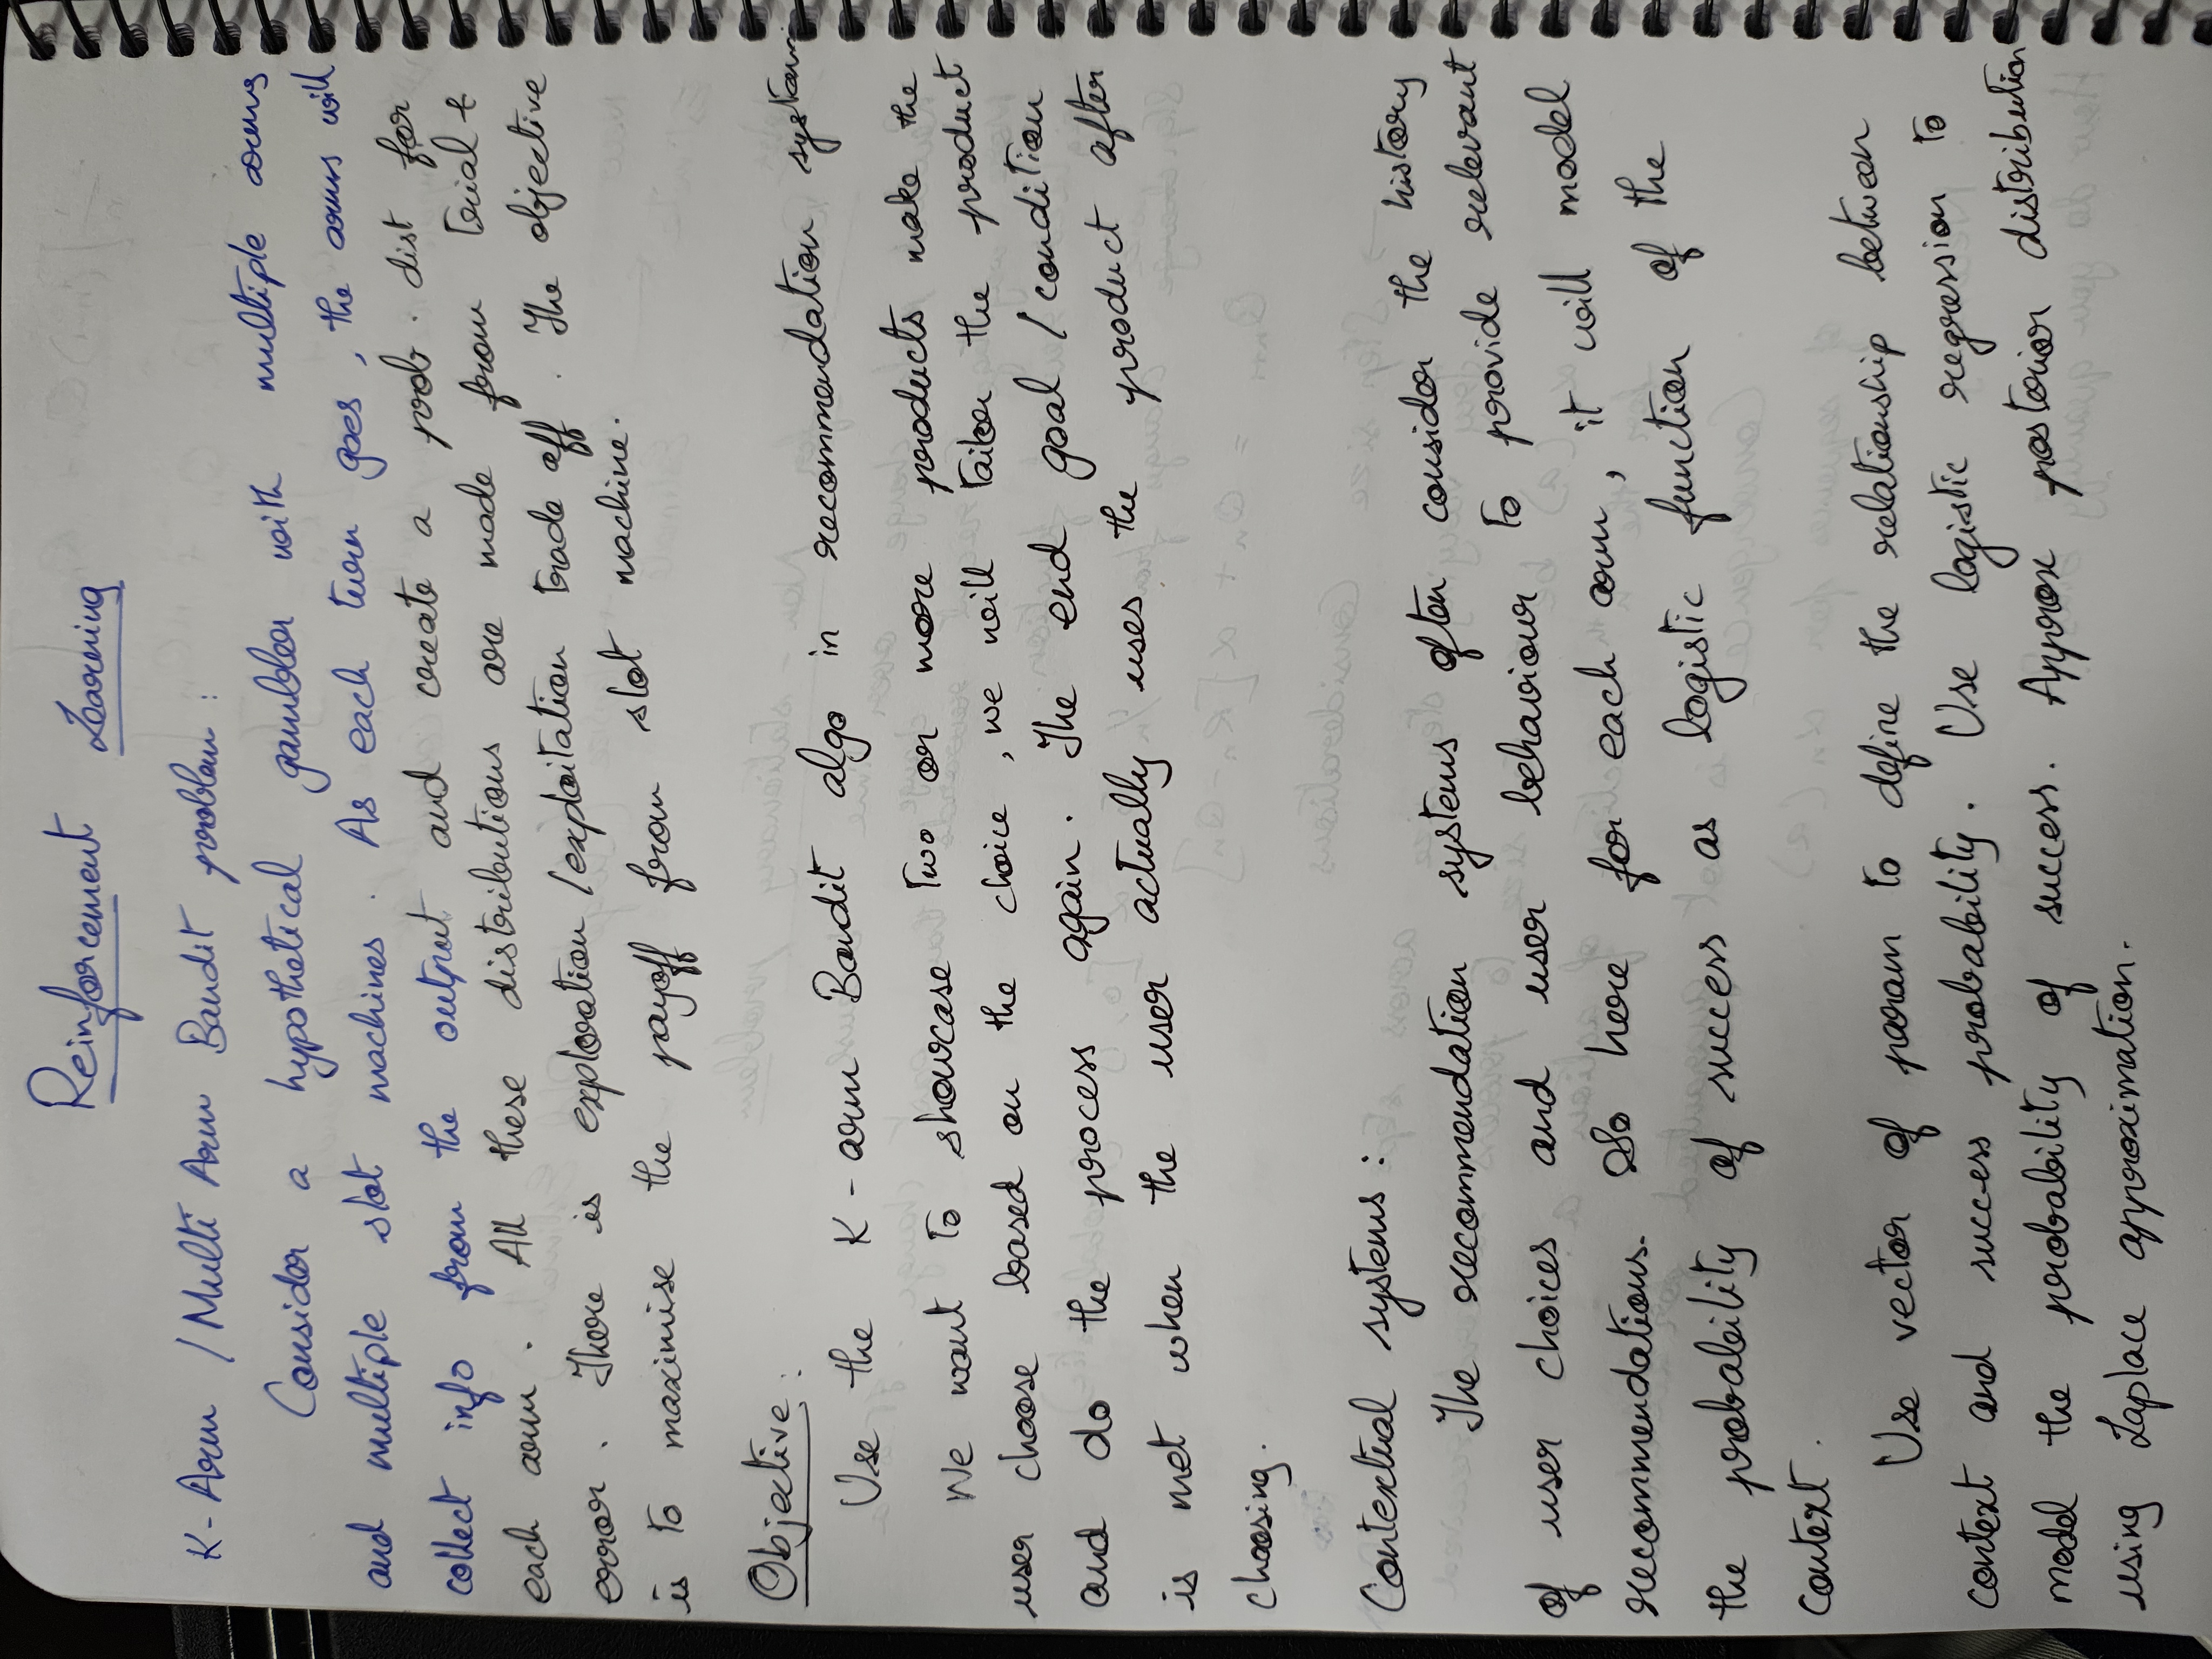 Reinforcement Learning
K-Arm / Multi Arm Bandit problem :
Consider a hypothetical gambler with multiple arms
and multiple slot machines. As each turn goes, the arms will
collect info from the output and create a prob. dist for
each arm. All these distributions are made from trial +
error. There is exploration / exploitation trade off. The objective
is to maximise the payoff from slot machine.
Objective :
Use the K-arm Bandit algo in recommendation system.
We want to showcase two or more products make the
user choose based on the choice, we will tailor the product
and do the process again. The end goal / condition
is met when the user actually uses the product after
choosing.
Contextual systems :
The recommendation systems often consider the history
of user choices and user behaviour to provide relevant
recommendations. So here for each arm, it will model
the probability of success as logistic function of the
context.
Use vector of param to define the relationship between
context and success probability. Use logistic regression to
model the probability of success. Approx posterior distribution
using Laplace approximation.